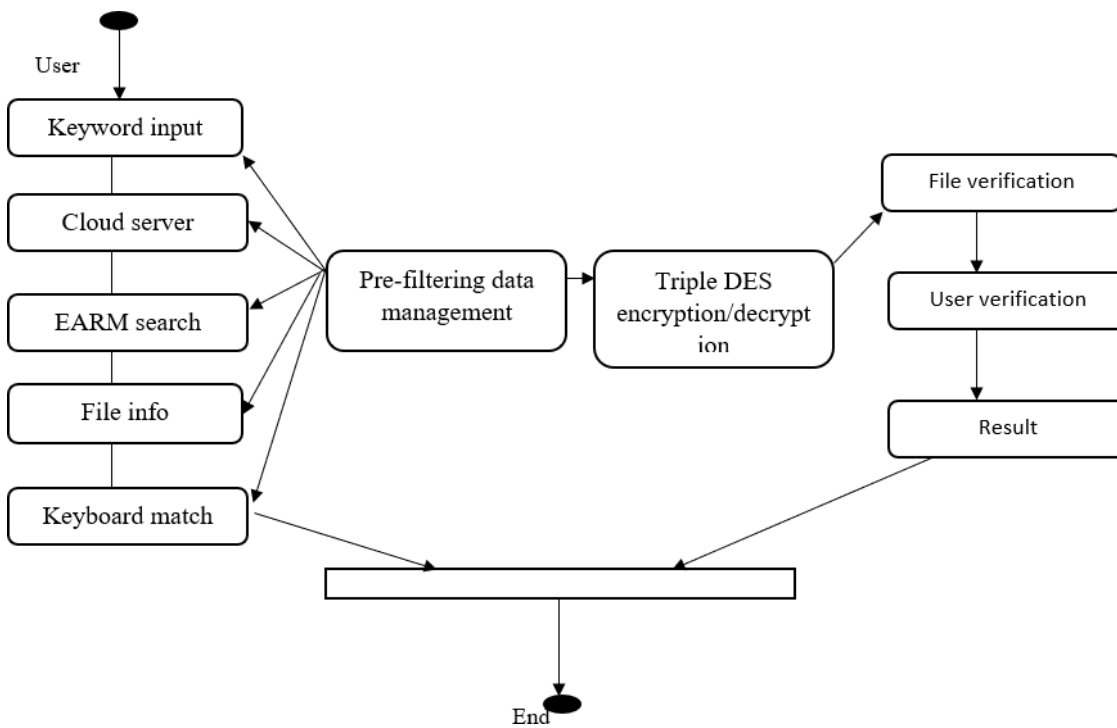 User
Keyword input
Cloud server
EARM search
File info
Keyboard match
Pre-filtering data
management
Triple DES
encryption/decrypt
ion
File verification
User verification
Result
End